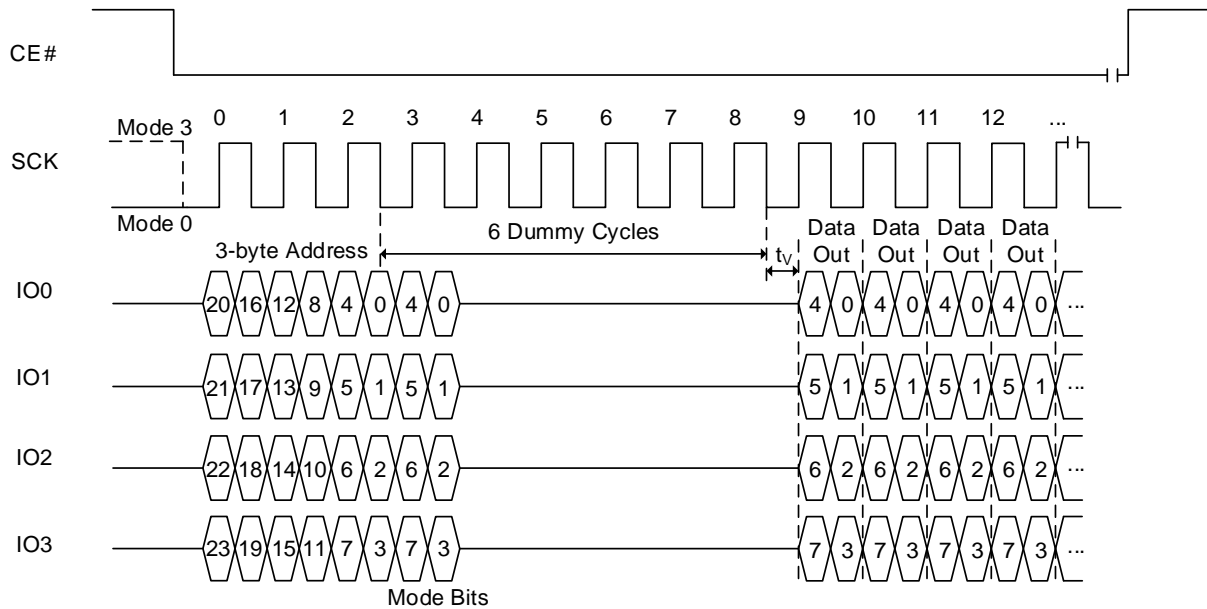 CE#
0 1 2 3 4 5 6 7 8 9 10 11 12 ...
Mode 3
SCK
Mode 0
3-byte Address
6 Dummy Cycles
tV
Data Out
Data Out
Data Out
Data Out
IO0
20 16 12 8 4 0 4 0 4 0 4 0 4 0 4 0 ...
IO1
21 17 13 9 5 1 5 1 5 1 5 1 5 1 5 1 ...
IO2
22 18 14 10 6 2 6 2 6 2 6 2 6 2 6 2 ...
IO3
23 19 15 11 7 3 7 3 7 3 7 3 7 3 7 3 ...
Mode Bits